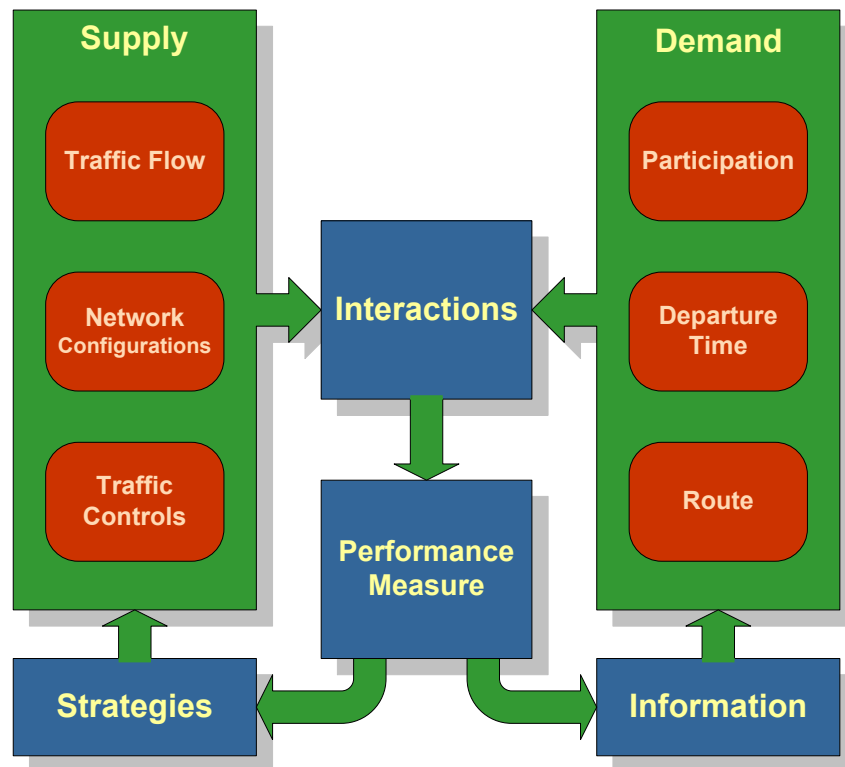 Supply
Traffic Flow
Network
Configurations
Traffic
Controls
Interactions
Performance
Measure
Demand
Participation
Departure
Time
Route
Strategies
Information